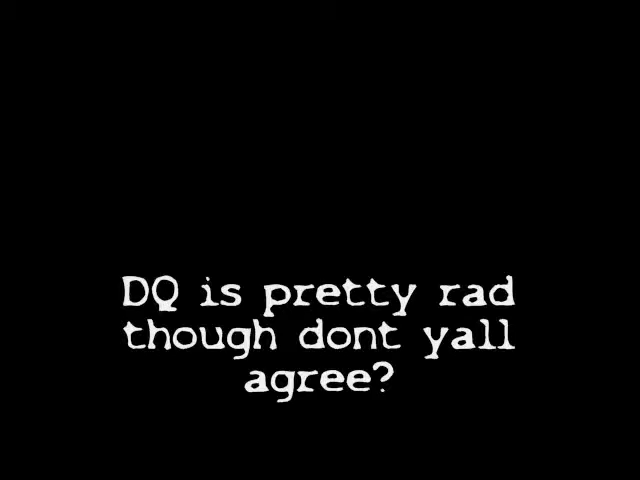 DQ is pretty rad
though dont yall
agree?